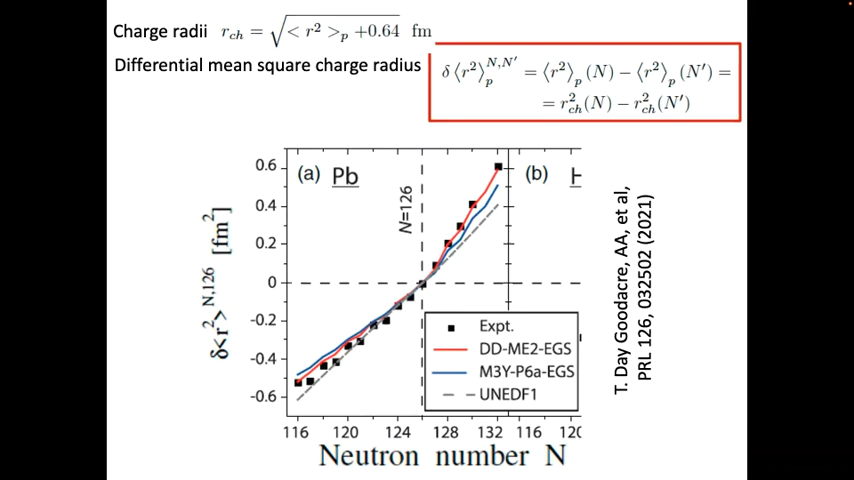 Charge radii r_ch = √(< r² >_p +0.64) fm
Differential mean square charge radius
δ⟨r²⟩_p^{N,N′} = ⟨r²⟩_p (N) − ⟨r²⟩_p (N′) =
= r²_ch(N) − r²_ch(N′)
(a) Pb
(b) H
N=126
δ<r²>^{N,126} [fm²]
0.6
0.4
0.2
0
-0.2
-0.4
-0.6
Expt.
DD-ME2-EGS
M3Y-P6a-EGS
UNEDF1
116 120 124 128 132 116 120
Neutron number N
T. Day Goodacre, AA, et al,
PRL 126, 032502 (2021)